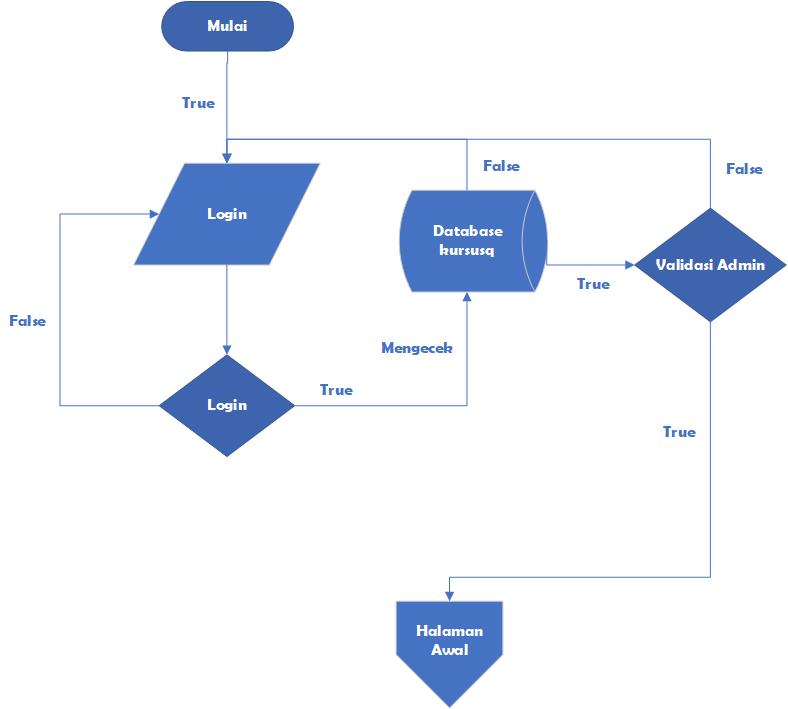 Mulai
True
False
False
Login
Database
kursusq
Validasi Admin
True
False
Mengecek
True
Login
True
Halaman
Awal